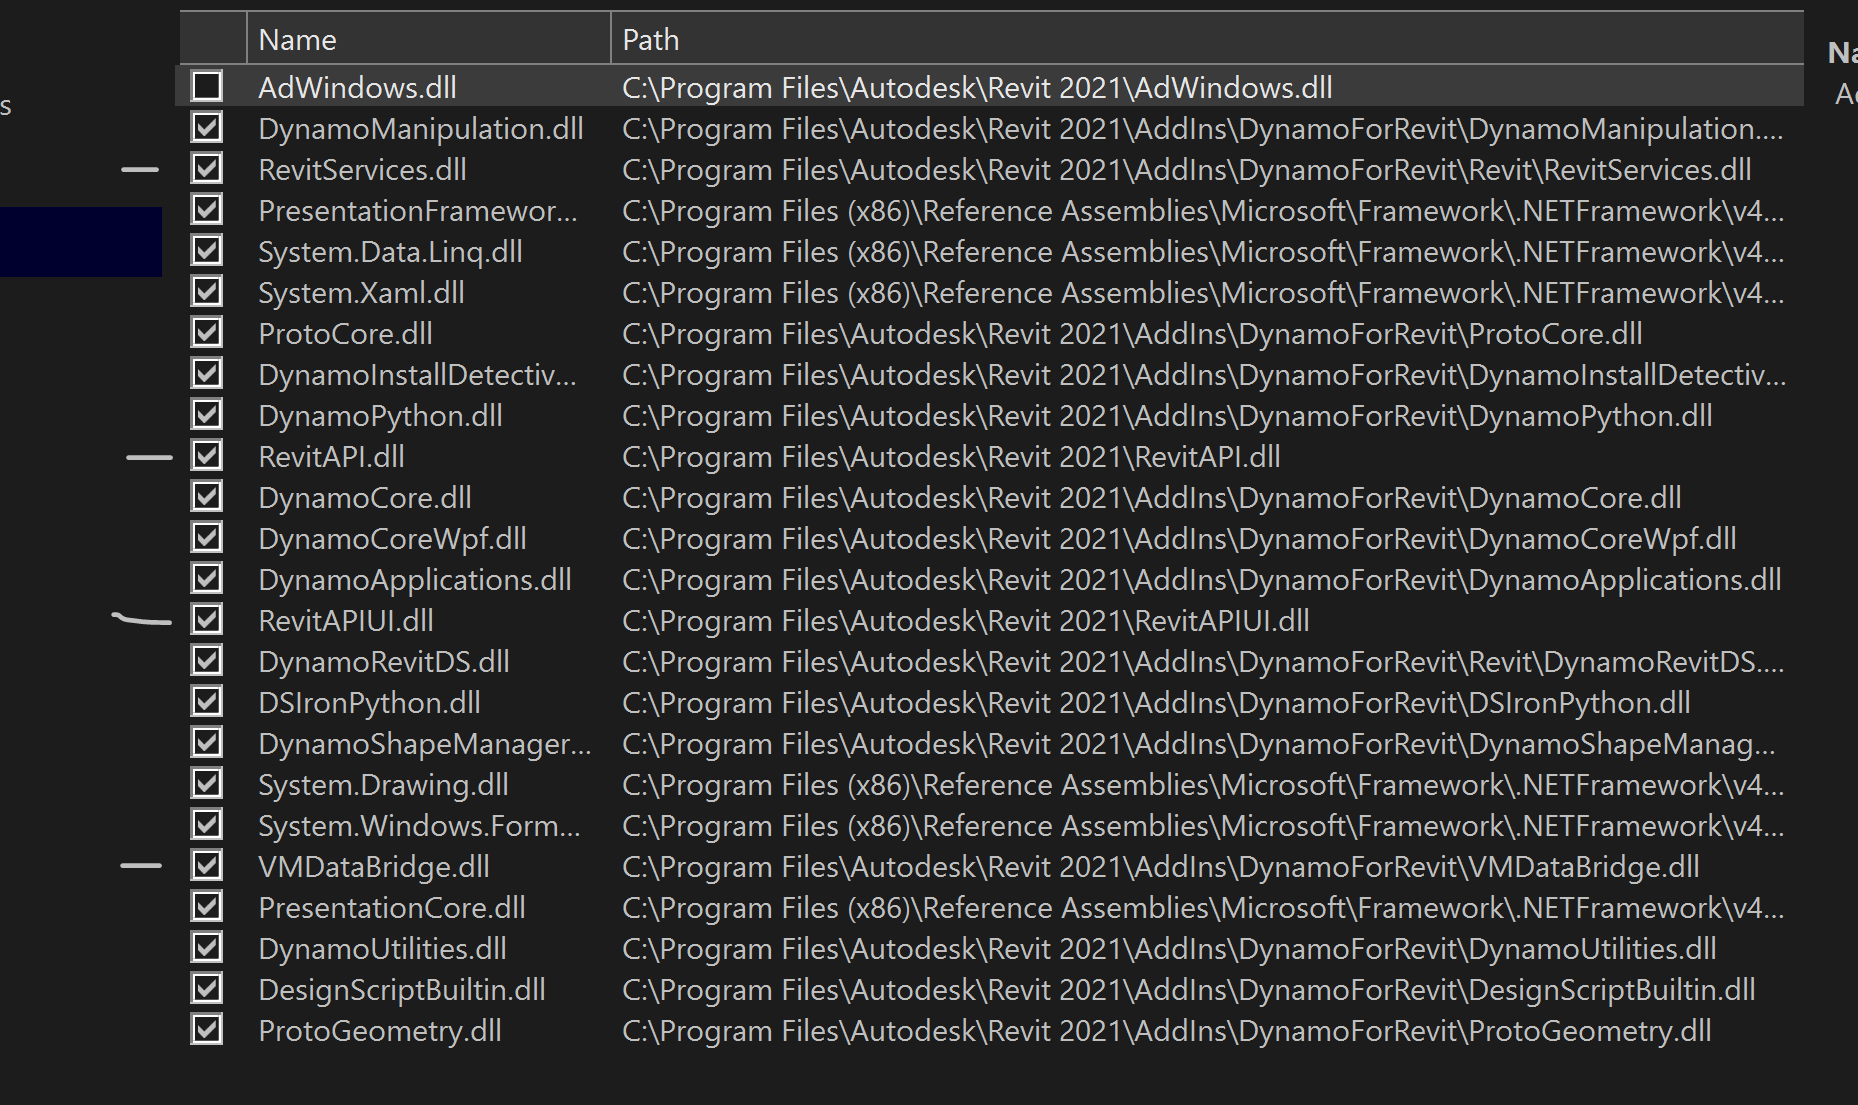 Name Path
AdWindows.dll C:\Program Files\Autodesk\Revit 2021\AdWindows.dll
DynamoManipulation.dll C:\Program Files\Autodesk\Revit 2021\AddIns\DynamoForRevit\DynamoManipulation....
RevitServices.dll C:\Program Files\Autodesk\Revit 2021\AddIns\DynamoForRevit\Revit\RevitServices.dll
PresentationFramewor... C:\Program Files (x86)\Reference Assemblies\Microsoft\Framework\.NETFramework\v4...
System.Data.Linq.dll C:\Program Files (x86)\Reference Assemblies\Microsoft\Framework\.NETFramework\v4...
System.Xaml.dll C:\Program Files (x86)\Reference Assemblies\Microsoft\Framework\.NETFramework\v4...
ProtoCore.dll C:\Program Files\Autodesk\Revit 2021\AddIns\DynamoForRevit\ProtoCore.dll
DynamoInstallDetectiv... C:\Program Files\Autodesk\Revit 2021\AddIns\DynamoForRevit\DynamoInstallDetectiv...
DynamoPython.dll C:\Program Files\Autodesk\Revit 2021\AddIns\DynamoForRevit\DynamoPython.dll
RevitAPI.dll C:\Program Files\Autodesk\Revit 2021\RevitAPI.dll
DynamoCore.dll C:\Program Files\Autodesk\Revit 2021\AddIns\DynamoForRevit\DynamoCore.dll
DynamoCoreWpf.dll C:\Program Files\Autodesk\Revit 2021\AddIns\DynamoForRevit\DynamoCoreWpf.dll
DynamoApplications.dll C:\Program Files\Autodesk\Revit 2021\AddIns\DynamoForRevit\DynamoApplications.dll
RevitAPIUI.dll C:\Program Files\Autodesk\Revit 2021\RevitAPIUI.dll
DynamoRevitDS.dll C:\Program Files\Autodesk\Revit 2021\AddIns\DynamoForRevit\Revit\DynamoRevitDS....
DSIronPython.dll C:\Program Files\Autodesk\Revit 2021\AddIns\DynamoForRevit\DSIronPython.dll
DynamoShapeManager... C:\Program Files\Autodesk\Revit 2021\AddIns\DynamoForRevit\DynamoShapeManag...
System.Drawing.dll C:\Program Files (x86)\Reference Assemblies\Microsoft\Framework\.NETFramework\v4...
System.Windows.Form... C:\Program Files (x86)\Reference Assemblies\Microsoft\Framework\.NETFramework\v4...
VMDataBridge.dll C:\Program Files\Autodesk\Revit 2021\AddIns\DynamoForRevit\VMDataBridge.dll
PresentationCore.dll C:\Program Files (x86)\Reference Assemblies\Microsoft\Framework\.NETFramework\v4...
DynamoUtilities.dll C:\Program Files\Autodesk\Revit 2021\AddIns\DynamoForRevit\DynamoUtilities.dll
DesignScriptBuiltin.dll C:\Program Files\Autodesk\Revit 2021\AddIns\DynamoForRevit\DesignScriptBuiltin.dll
ProtoGeometry.dll C:\Program Files\Autodesk\Revit 2021\AddIns\DynamoForRevit\ProtoGeometry.dll